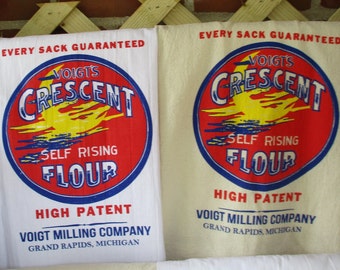 EVERY SACK GUARANTEED
VOIGT'S
CRESCENT
SELF RISING
FLOUR
HIGH PATENT
VOIGT MILLING COMPANY
GRAND RAPIDS, MICHIGAN
EVERY SACK GUARANTEED
VOIGT'S
CRESCENT
SELF RISING
FLOUR
HIGH PATENT
VOIGT MILLING COMPANY
GRAND RAPIDS, MICHIGAN